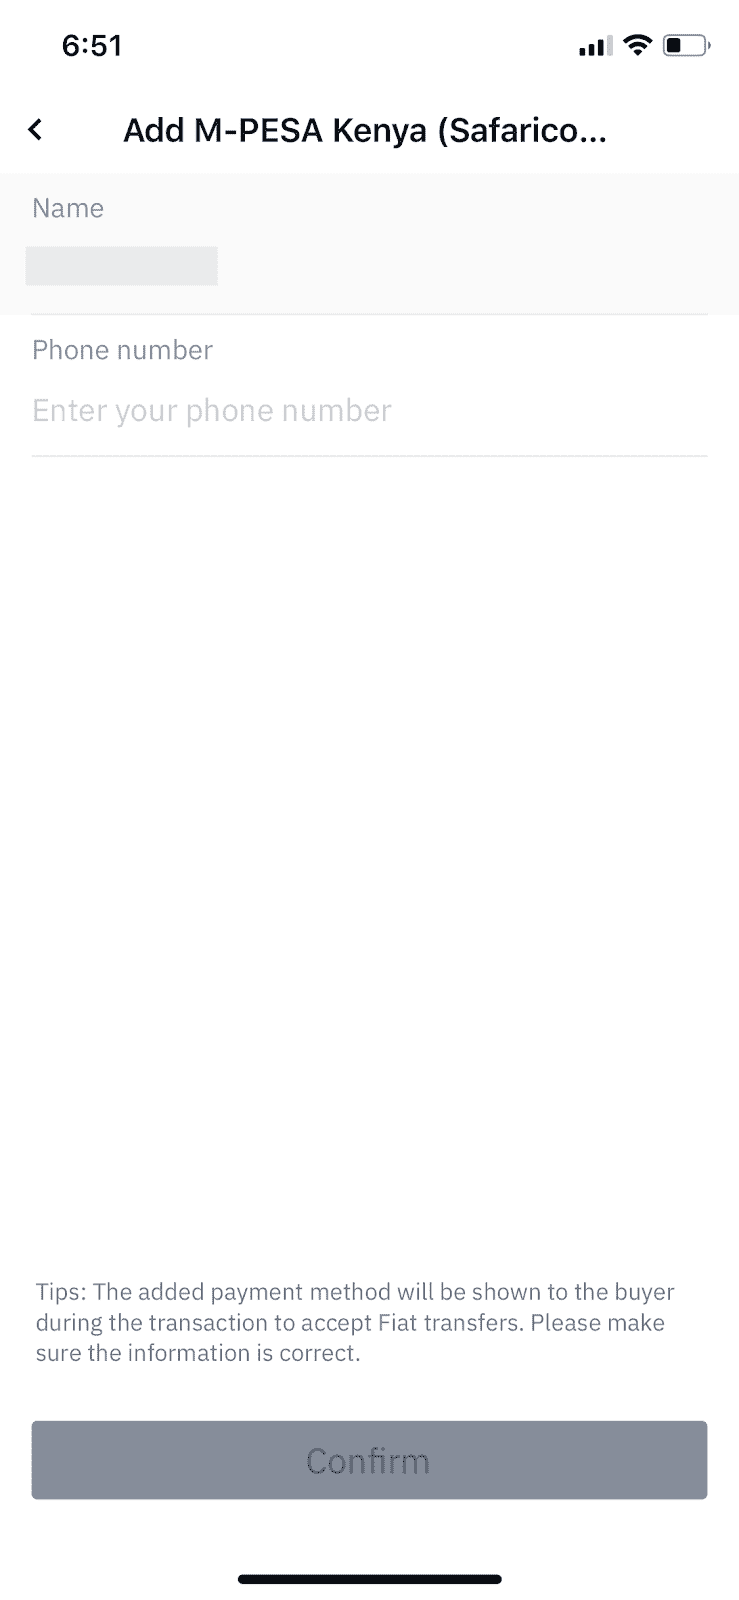 6:51
Add M-PESA Kenya (Safarico...
Name
Phone number
Enter your phone number
Tips: The added payment method will be shown to the buyer
during the transaction to accept Fiat transfers. Please make
sure the information is correct.
Confirm